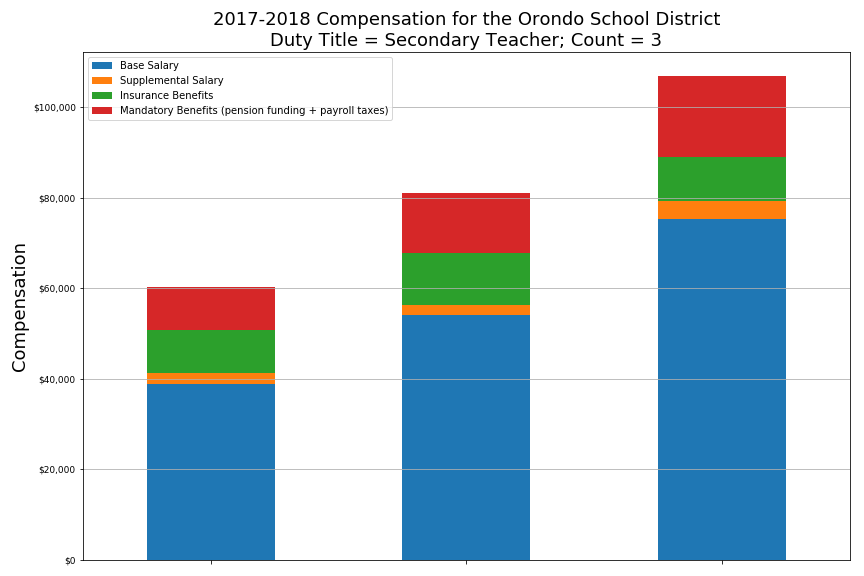 2017-2018 Compensation for the Orondo School District
Duty Title = Secondary Teacher; Count = 3
Base Salary
Supplemental Salary
Insurance Benefits
Mandatory Benefits (pension funding + payroll taxes)
Compensation
$100,000
$80,000
$60,000
$40,000
$20,000
$0